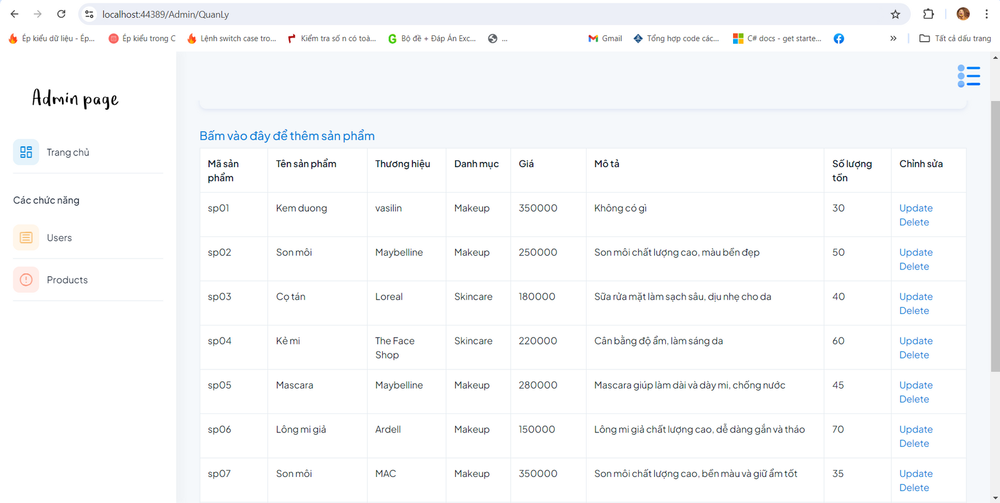 localhost:44389/Admin/QuanLy
Ép kiểu dữ liệu - Ép... Ép kiểu trong C Lệnh switch case tro... Kiểm tra số n có toà... Bộ đề + Đáp Án Exc... ... Gmail Tổng hợp code các... C# docs - get starte... » Tất cả dấu trang
Admin page
Trang chủ
Các chức năng
Users
Products
Bấm vào đây để thêm sản phẩm
Mã sản Tên sản phẩm Thương hiệu Danh mục Giá Mô tả Số lượng Chỉnh sửa
phẩm tồn
sp01 Kem duong vasilin Makeup 350000 Không có gì 30 Update
Delete
sp02 Son môi Maybelline Makeup 250000 Son môi chất lượng cao, màu bền đẹp 50 Update
Delete
sp03 Cọ tán Loreal Skincare 180000 Sữa rửa mặt làm sạch sâu, dịu nhẹ cho da 40 Update
Delete
sp04 Kẻ mi The Face Skincare 220000 Cân bằng độ ẩm, làm sáng da 60 Update
Shop Delete
sp05 Mascara Maybelline Makeup 280000 Mascara giúp làm dài và dày mi, chống nước 45 Update
Delete
sp06 Lông mi giả Ardell Makeup 150000 Lông mi giả chất lượng cao, dễ dàng gắn và tháo 70 Update
Delete
sp07 Son môi MAC Makeup 350000 Son môi chất lượng cao, bền màu và giữ ẩm tốt 35 Update
Delete